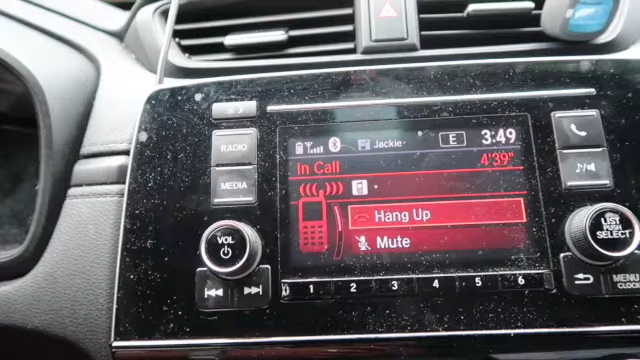 Jackie·
E
3:49
In Call
4'39"
Hang Up
Mute
RADIO
MEDIA
VOL
1 2 3 4 5 6
LIST
PUSH
SELECT
MENU
CLOCK